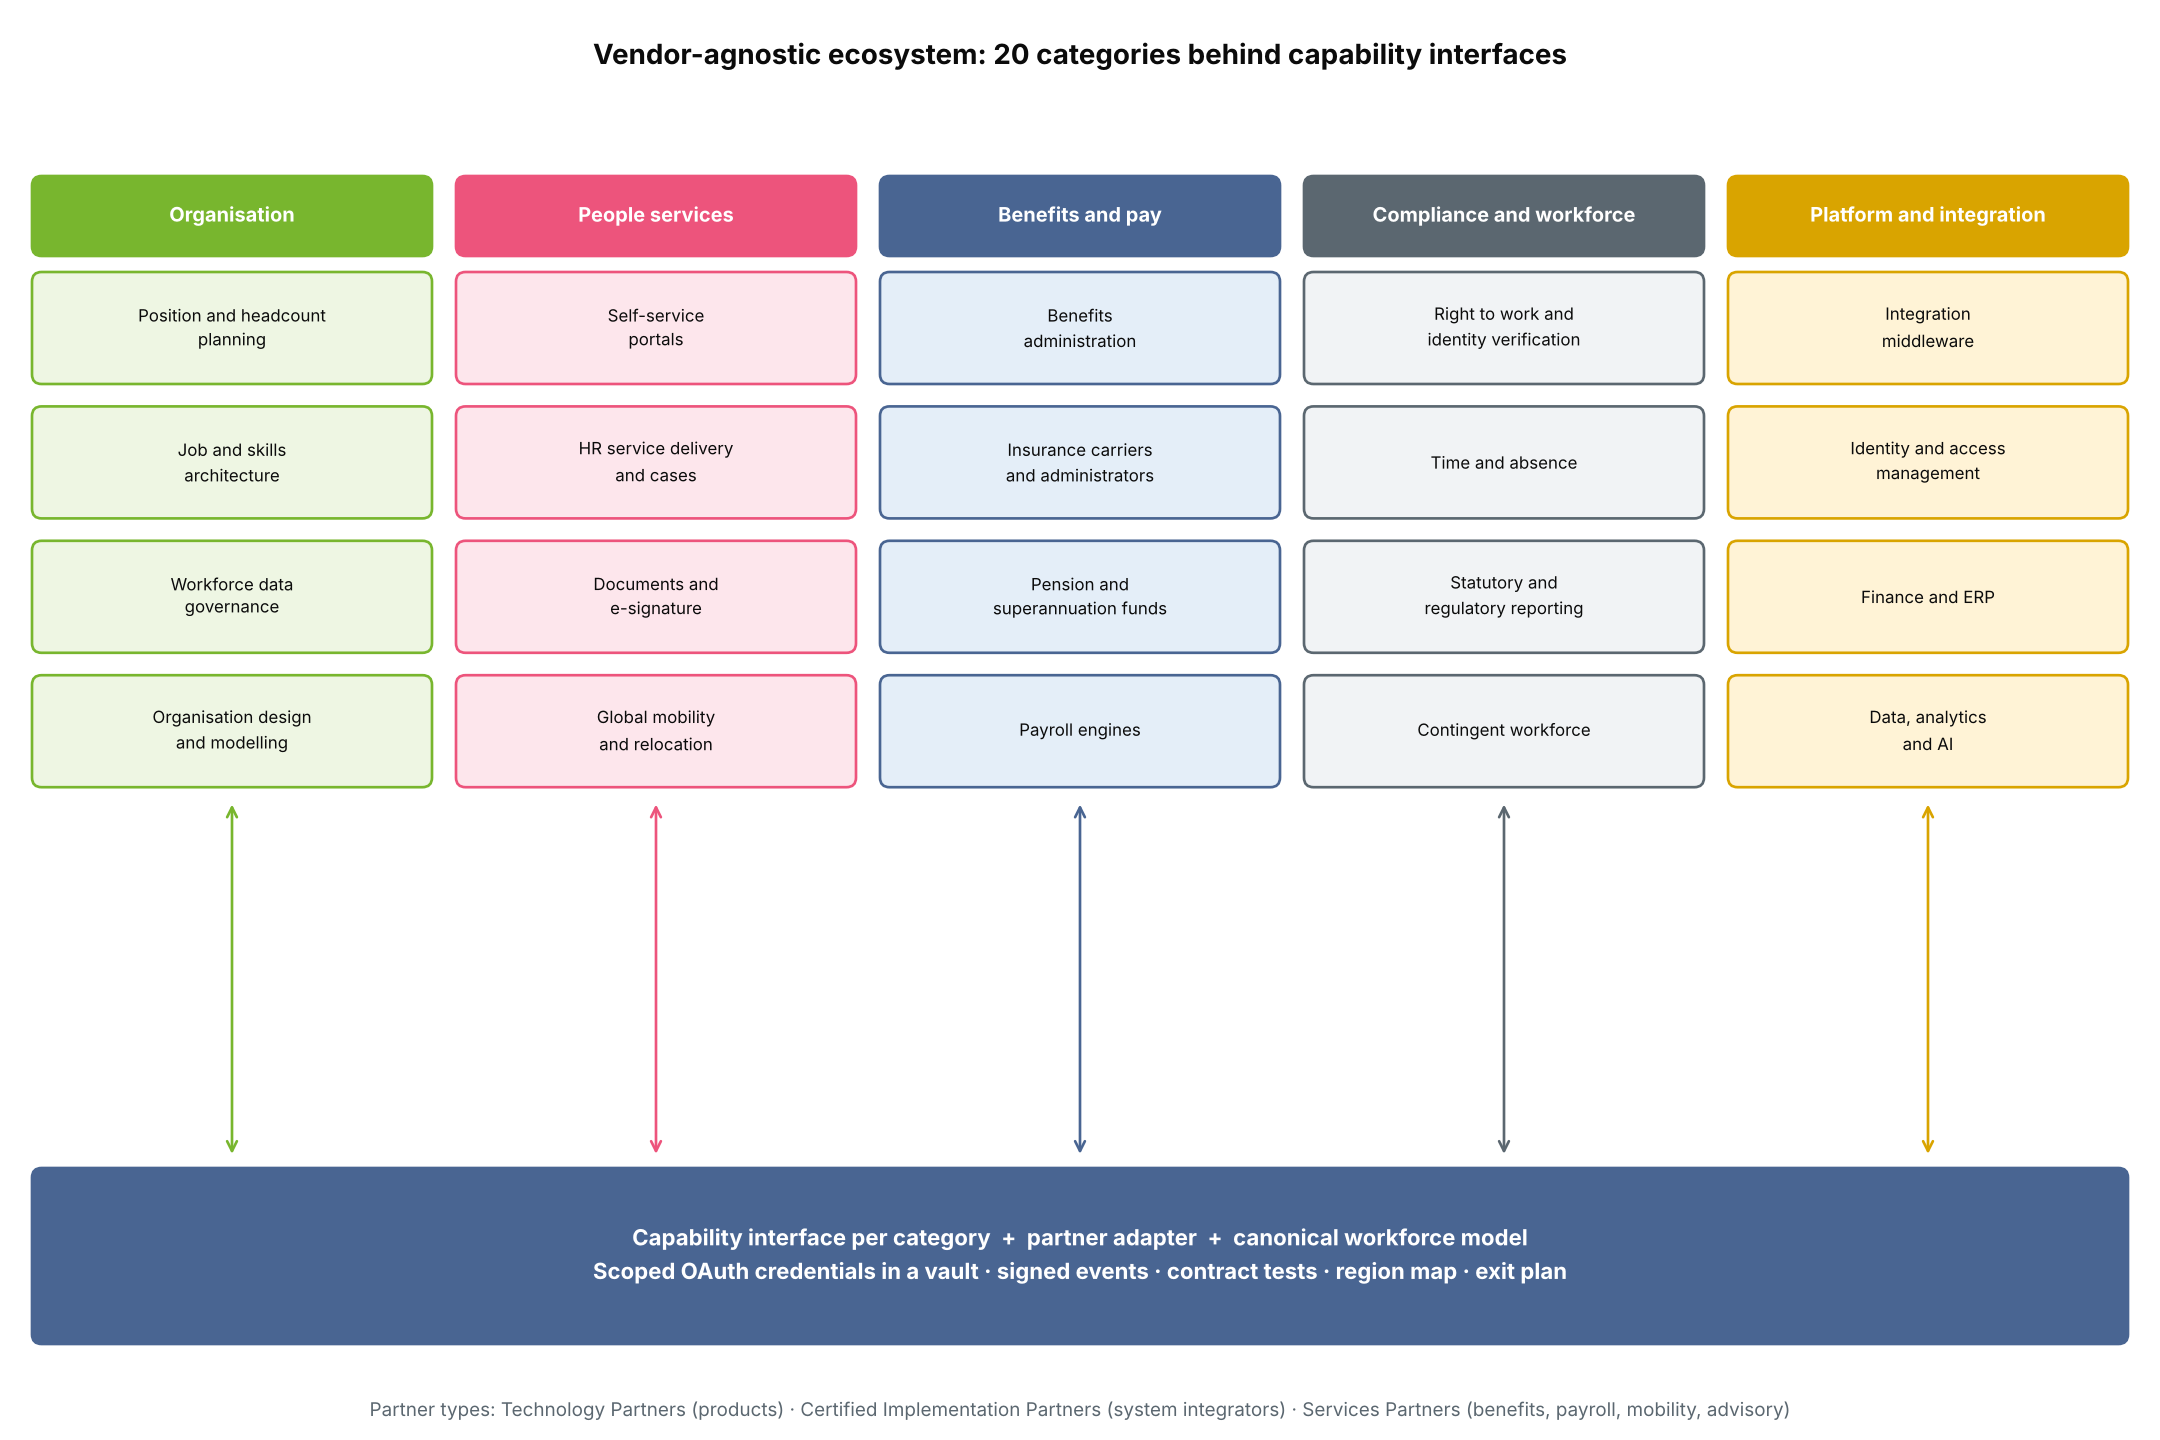 Vendor-agnostic ecosystem: 20 categories behind capability interfaces
Organisation
Position and headcount
planning
Job and skills
architecture
Workforce data
governance
Organisation design
and modelling
People services
Self-service
portals
HR service delivery
and cases
Documents and
e-signature
Global mobility
and relocation
Benefits and pay
Benefits
administration
Insurance carriers
and administrators
Pension and
superannuation funds
Payroll engines
Compliance and workforce
Right to work and
identity verification
Time and absence
Statutory and
regulatory reporting
Contingent workforce
Platform and integration
Integration
middleware
Identity and access
management
Finance and ERP
Data, analytics
and AI
Capability interface per category + partner adapter + canonical workforce model
Scoped OAuth credentials in a vault · signed events · contract tests · region map · exit plan
Partner types: Technology Partners (products) · Certified Implementation Partners (system integrators) · Services Partners (benefits, payroll, mobility, advisory)